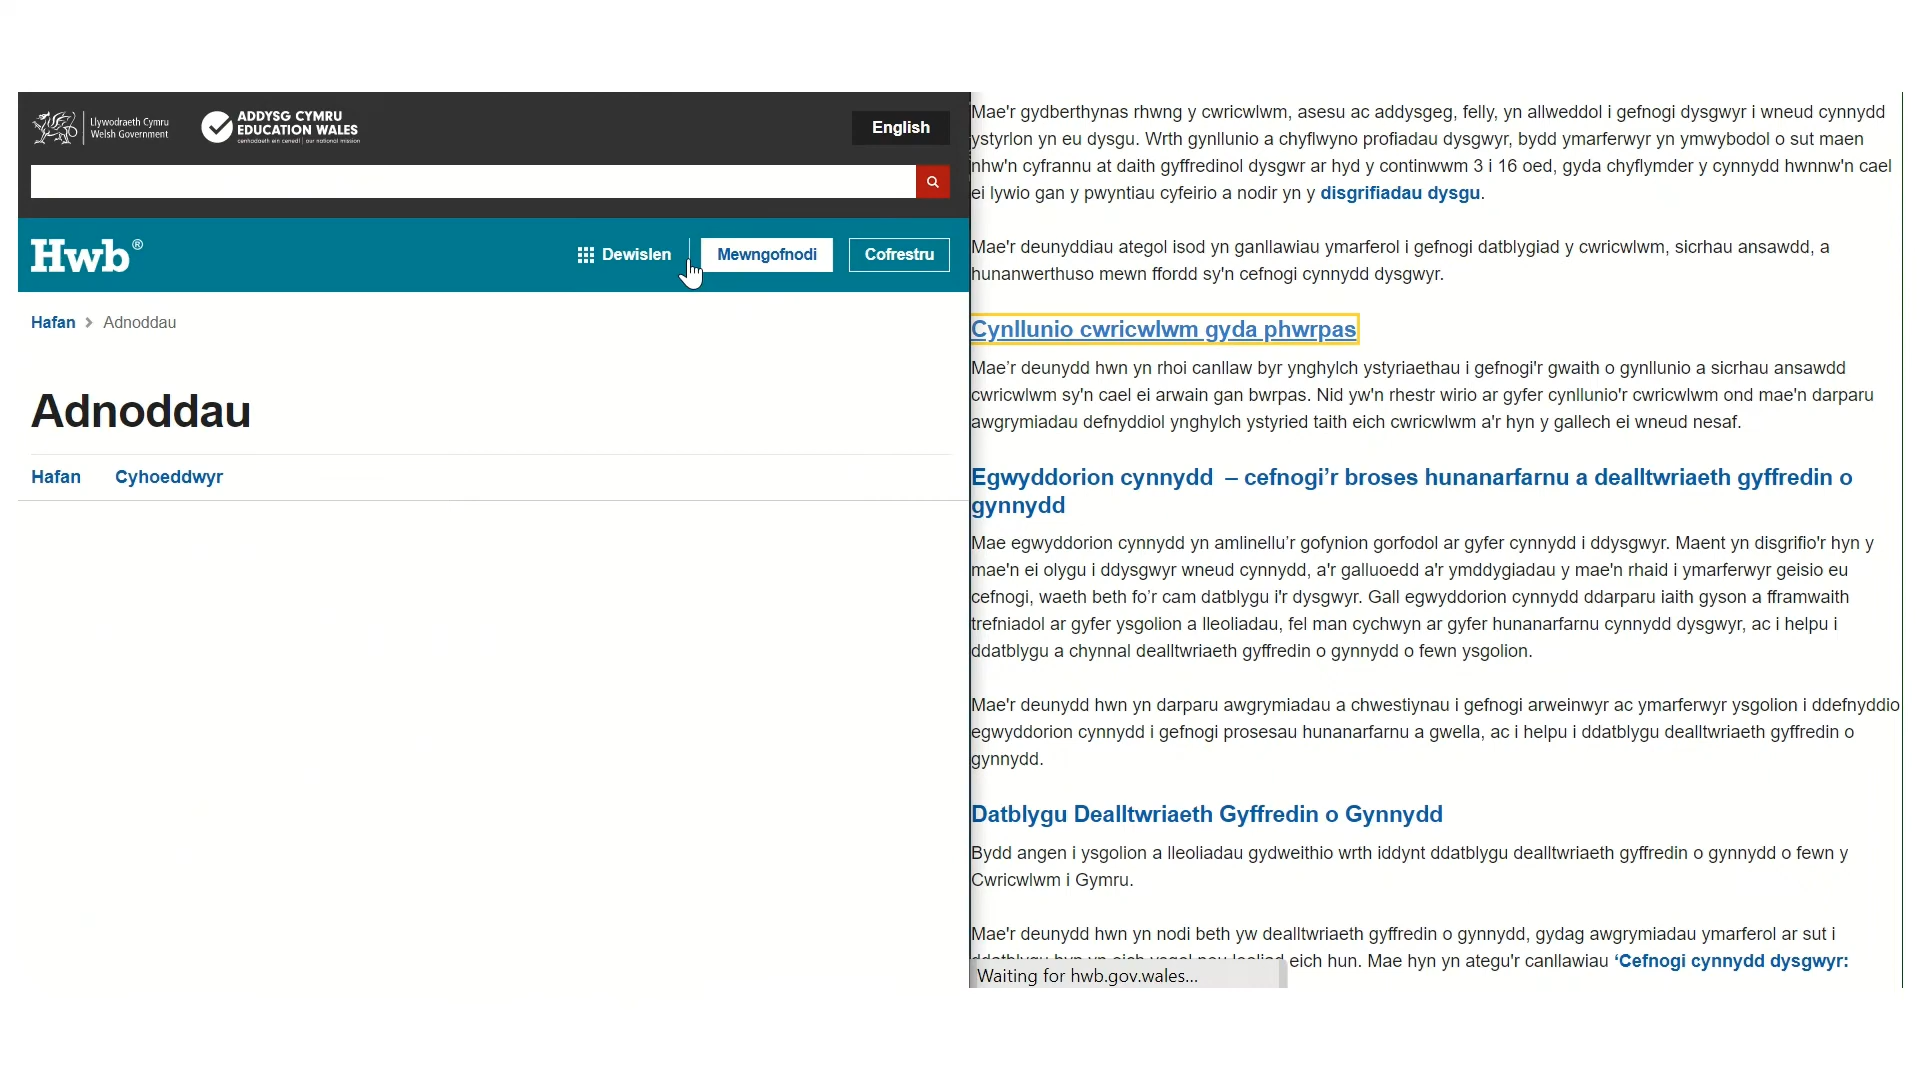 Llywodraeth Cymru
Welsh Government
ADDYSG CYMRU
EDUCATION WALES
cenhadaeth ein cenedl | our national mission
English
Hwb®
Dewislen
Mewngofnodi
Cofrestru
Hafan > Adnoddau
Adnoddau
Hafan Cyhoeddwyr
Mae'r gydberthynas rhwng y cwricwlwm, asesu ac addysgeg, felly, yn allweddol i gefnogi dysgwyr i wneud cynnydd
ystyrlon yn eu dysgu. Wrth gynllunio a chyflwyno profiadau dysgwyr, bydd ymarferwyr yn ymwybodol o sut maen
nhw'n cyfrannu at daith gyffredinol dysgwr ar hyd y continwwm 3 i 16 oed, gyda chyflymder y cynnydd hwnnw'n cael
ei lywio gan y pwyntiau cyfeirio a nodir yn y disgrifiadau dysgu.
Mae'r deunyddiau ategol isod yn ganllawiau ymarferol i gefnogi datblygiad y cwricwlwm, sicrhau ansawdd, a
hunanwerthuso mewn ffordd sy'n cefnogi cynnydd dysgwyr.
Cynllunio cwricwlwm gyda phwrpas
Mae’r deunydd hwn yn rhoi canllaw byr ynghylch ystyriaethau i gefnogi'r gwaith o gynllunio a sicrhau ansawdd
cwricwlwm sy'n cael ei arwain gan bwrpas. Nid yw'n rhestr wirio ar gyfer cynllunio'r cwricwlwm ond mae'n darparu
awgrymiadau defnyddiol ynghylch ystyried taith eich cwricwlwm a'r hyn y gallech ei wneud nesaf.
Egwyddorion cynnydd – cefnogi’r broses hunanarfarnu a dealltwriaeth gyffredin o
gynnydd
Mae egwyddorion cynnydd yn amlinellu’r gofynion gorfodol ar gyfer cynnydd i ddysgwyr. Maent yn disgrifio'r hyn y
mae'n ei olygu i ddysgwyr wneud cynnydd, a'r galluoedd a'r ymddygiadau y mae'n rhaid i ymarferwyr geisio eu
cefnogi, waeth beth fo’r cam datblygu i'r dysgwyr. Gall egwyddorion cynnydd ddarparu iaith gyson a fframwaith
trefniadol ar gyfer ysgolion a lleoliadau, fel man cychwyn ar gyfer hunanarfarnu cynnydd dysgwyr, ac i helpu i
ddatblygu a chynnal dealltwriaeth gyffredin o gynnydd o fewn ysgolion.
Mae'r deunydd hwn yn darparu awgrymiadau a chwestiynu i gefnogi arweinwyr ac ymarferwyr ysgolion i ddefnyddio
egwyddorion cynnydd i gefnogi prosesau hunanarfarnu a gwella, ac i helpu i ddatblygu dealltwriaeth gyffredin o
gynnydd.
Datblygu Dealltwriaeth Gyffredin o Gynnydd
Bydd angen i ysgolion a lleoliadau gydweithio wrth iddynt ddatblygu dealltwriaeth gyffredin o gynnydd o fewn y
Cwricwlwm i Gymru.
Mae'r deunydd hwn yn nodi beth yw dealltwriaeth gyffredin o gynnydd, gydag awgrymiadau ymarferol ar sut i
eich hun. Mae hyn yn ategu'r canllawiau ‘Cefnogi cynnydd dysgwyr:
Waiting for hwb.gov.wales...